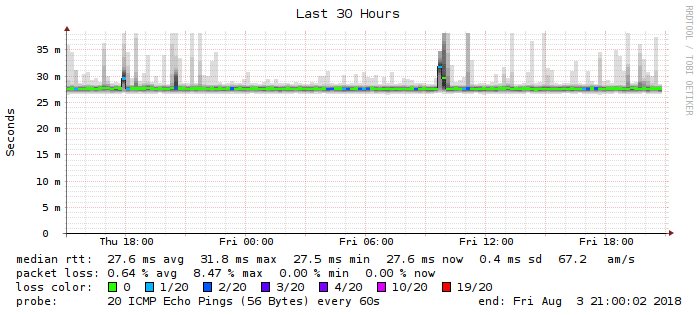 Last 30 Hours
RRDTOOL / TOBI OETIKER
Seconds
35 m
30 m
25 m
20 m
15 m
10 m
5 m
0
Thu 18:00 Fri 00:00 Fri 06:00 Fri 12:00 Fri 18:00
median rtt: 27.6 ms avg 31.8 ms max 27.5 ms min 27.6 ms now 0.4 ms sd 67.2 am/s
packet loss: 0.64 % avg 8.47 % max 0.00 % min 0.00 % now
loss color: 0 1/20 2/20 3/20 4/20 10/20 19/20
probe: 20 ICMP Echo Pings (56 Bytes) every 60s end: Fri Aug 3 21:00:02 2018